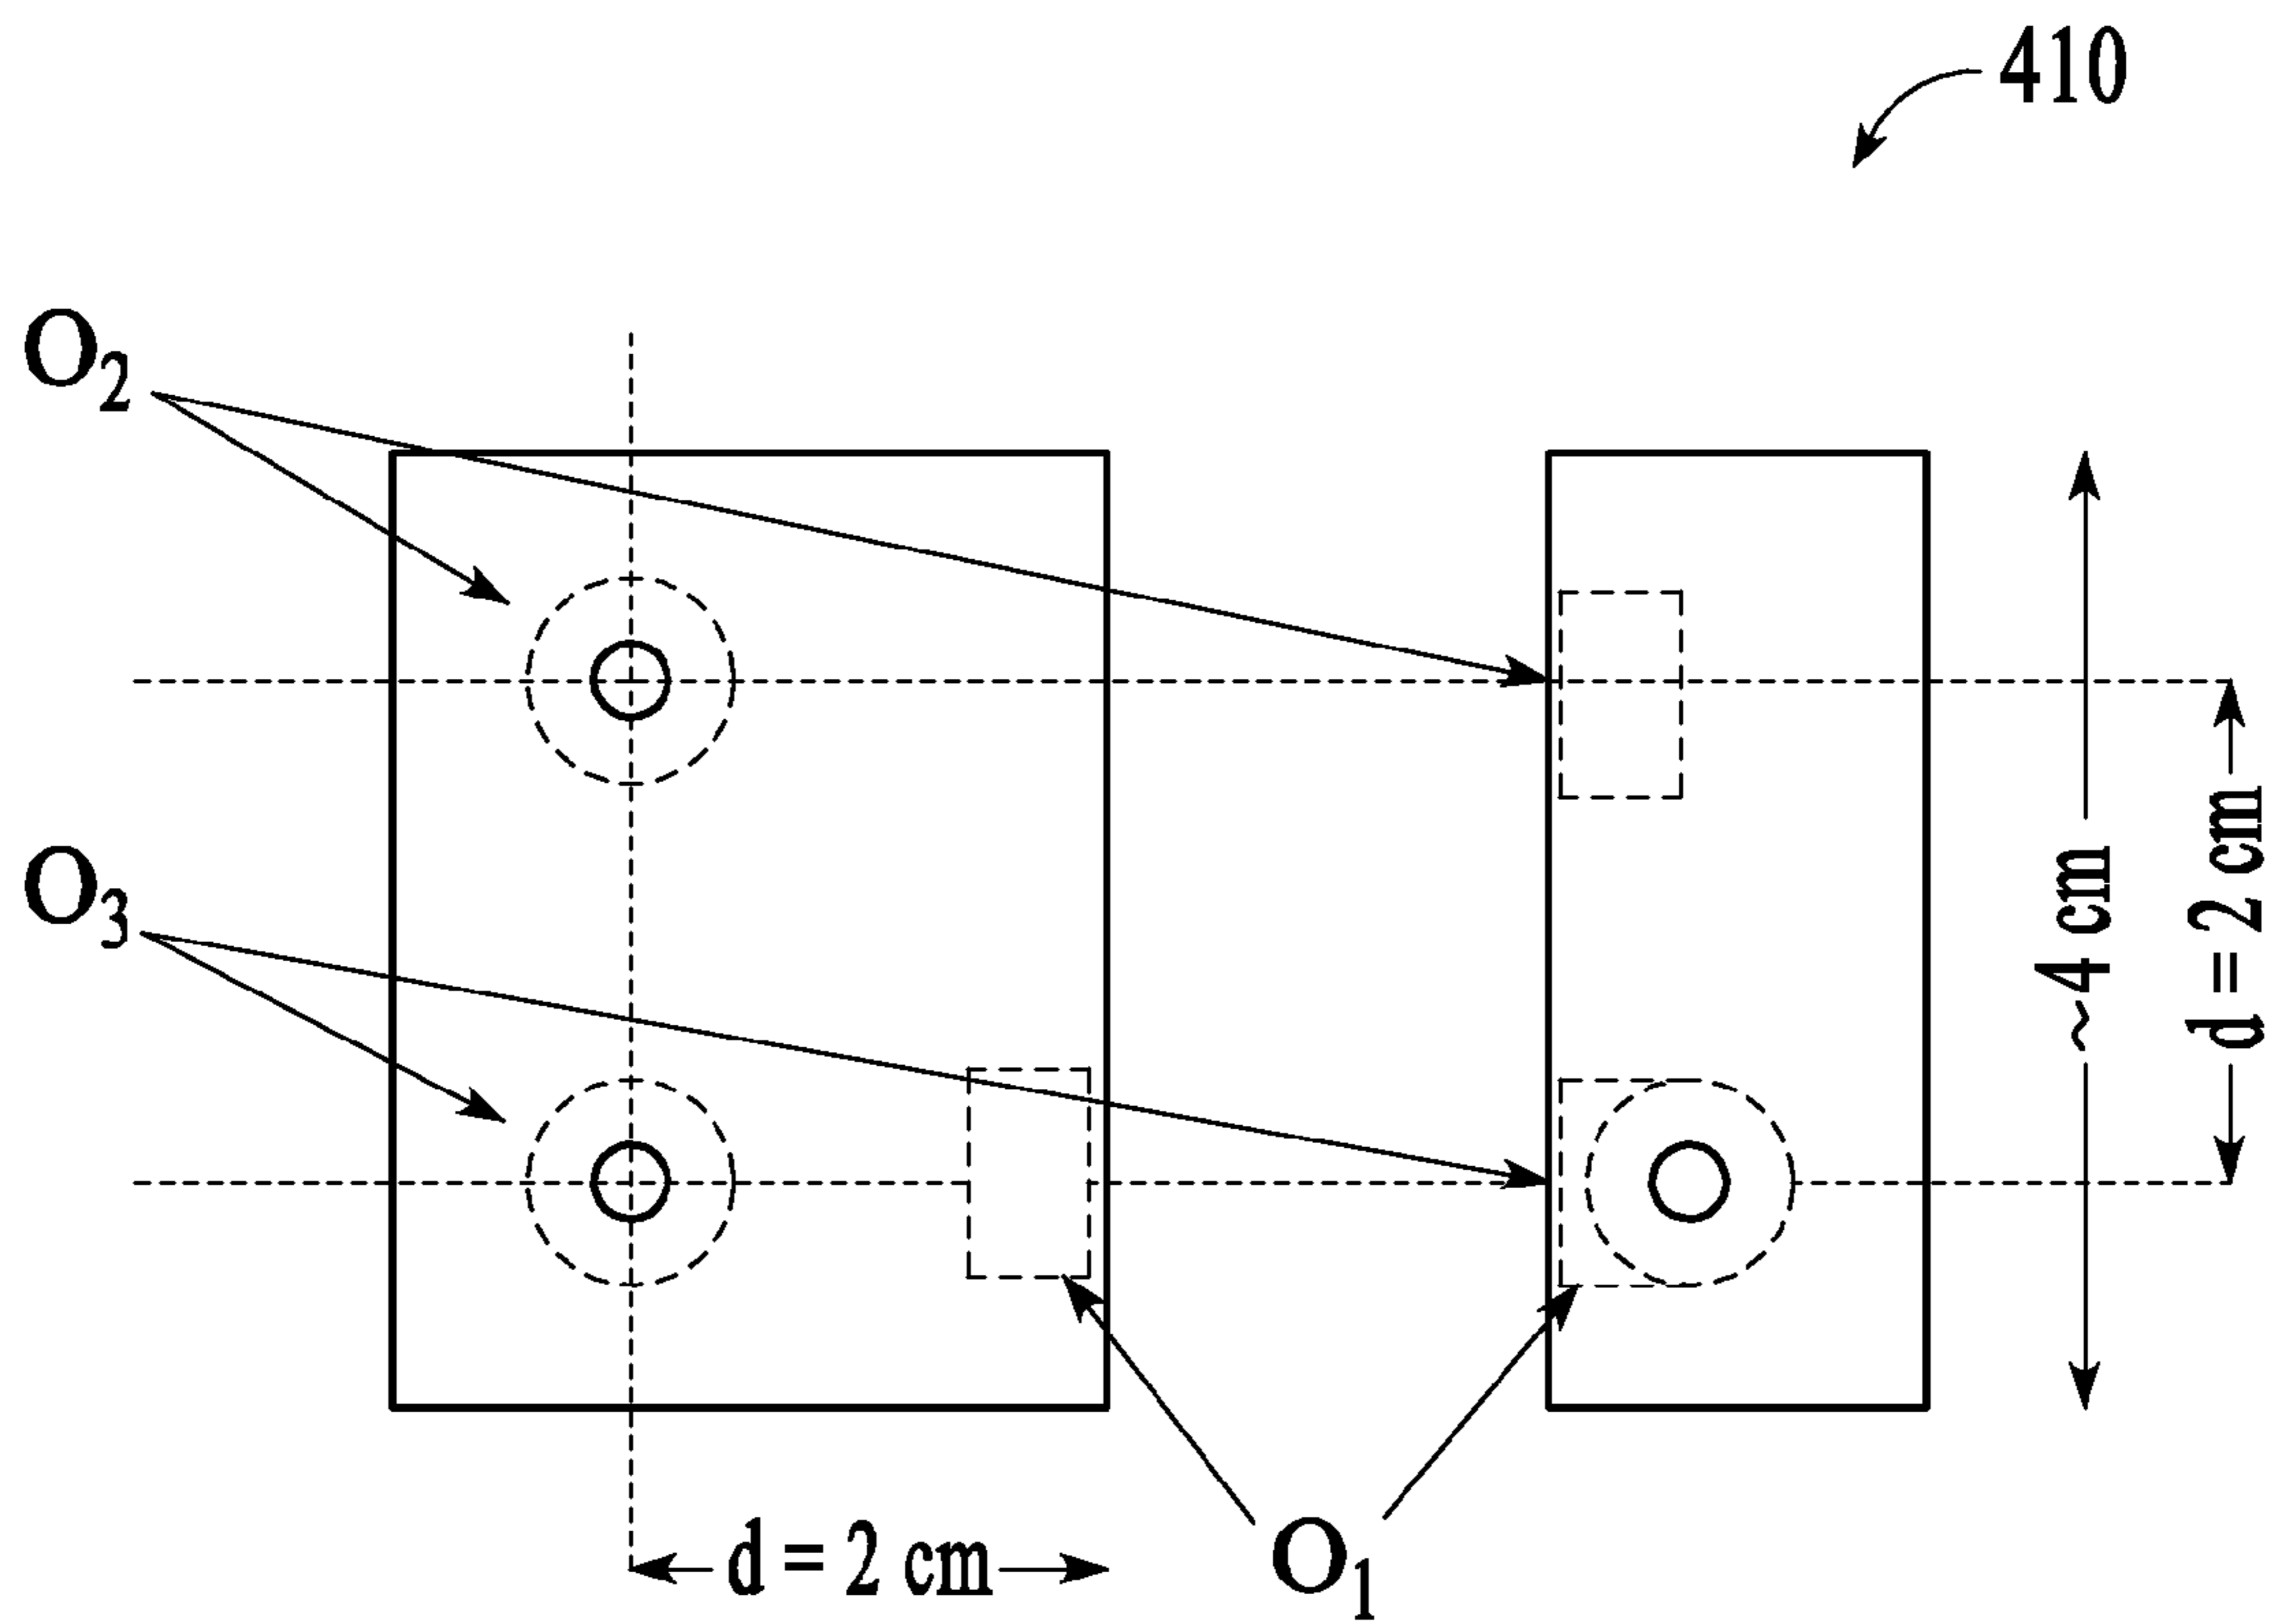 410
O₂
O₃
~4 cm
d = 2 cm
d = 2 cm
O₁